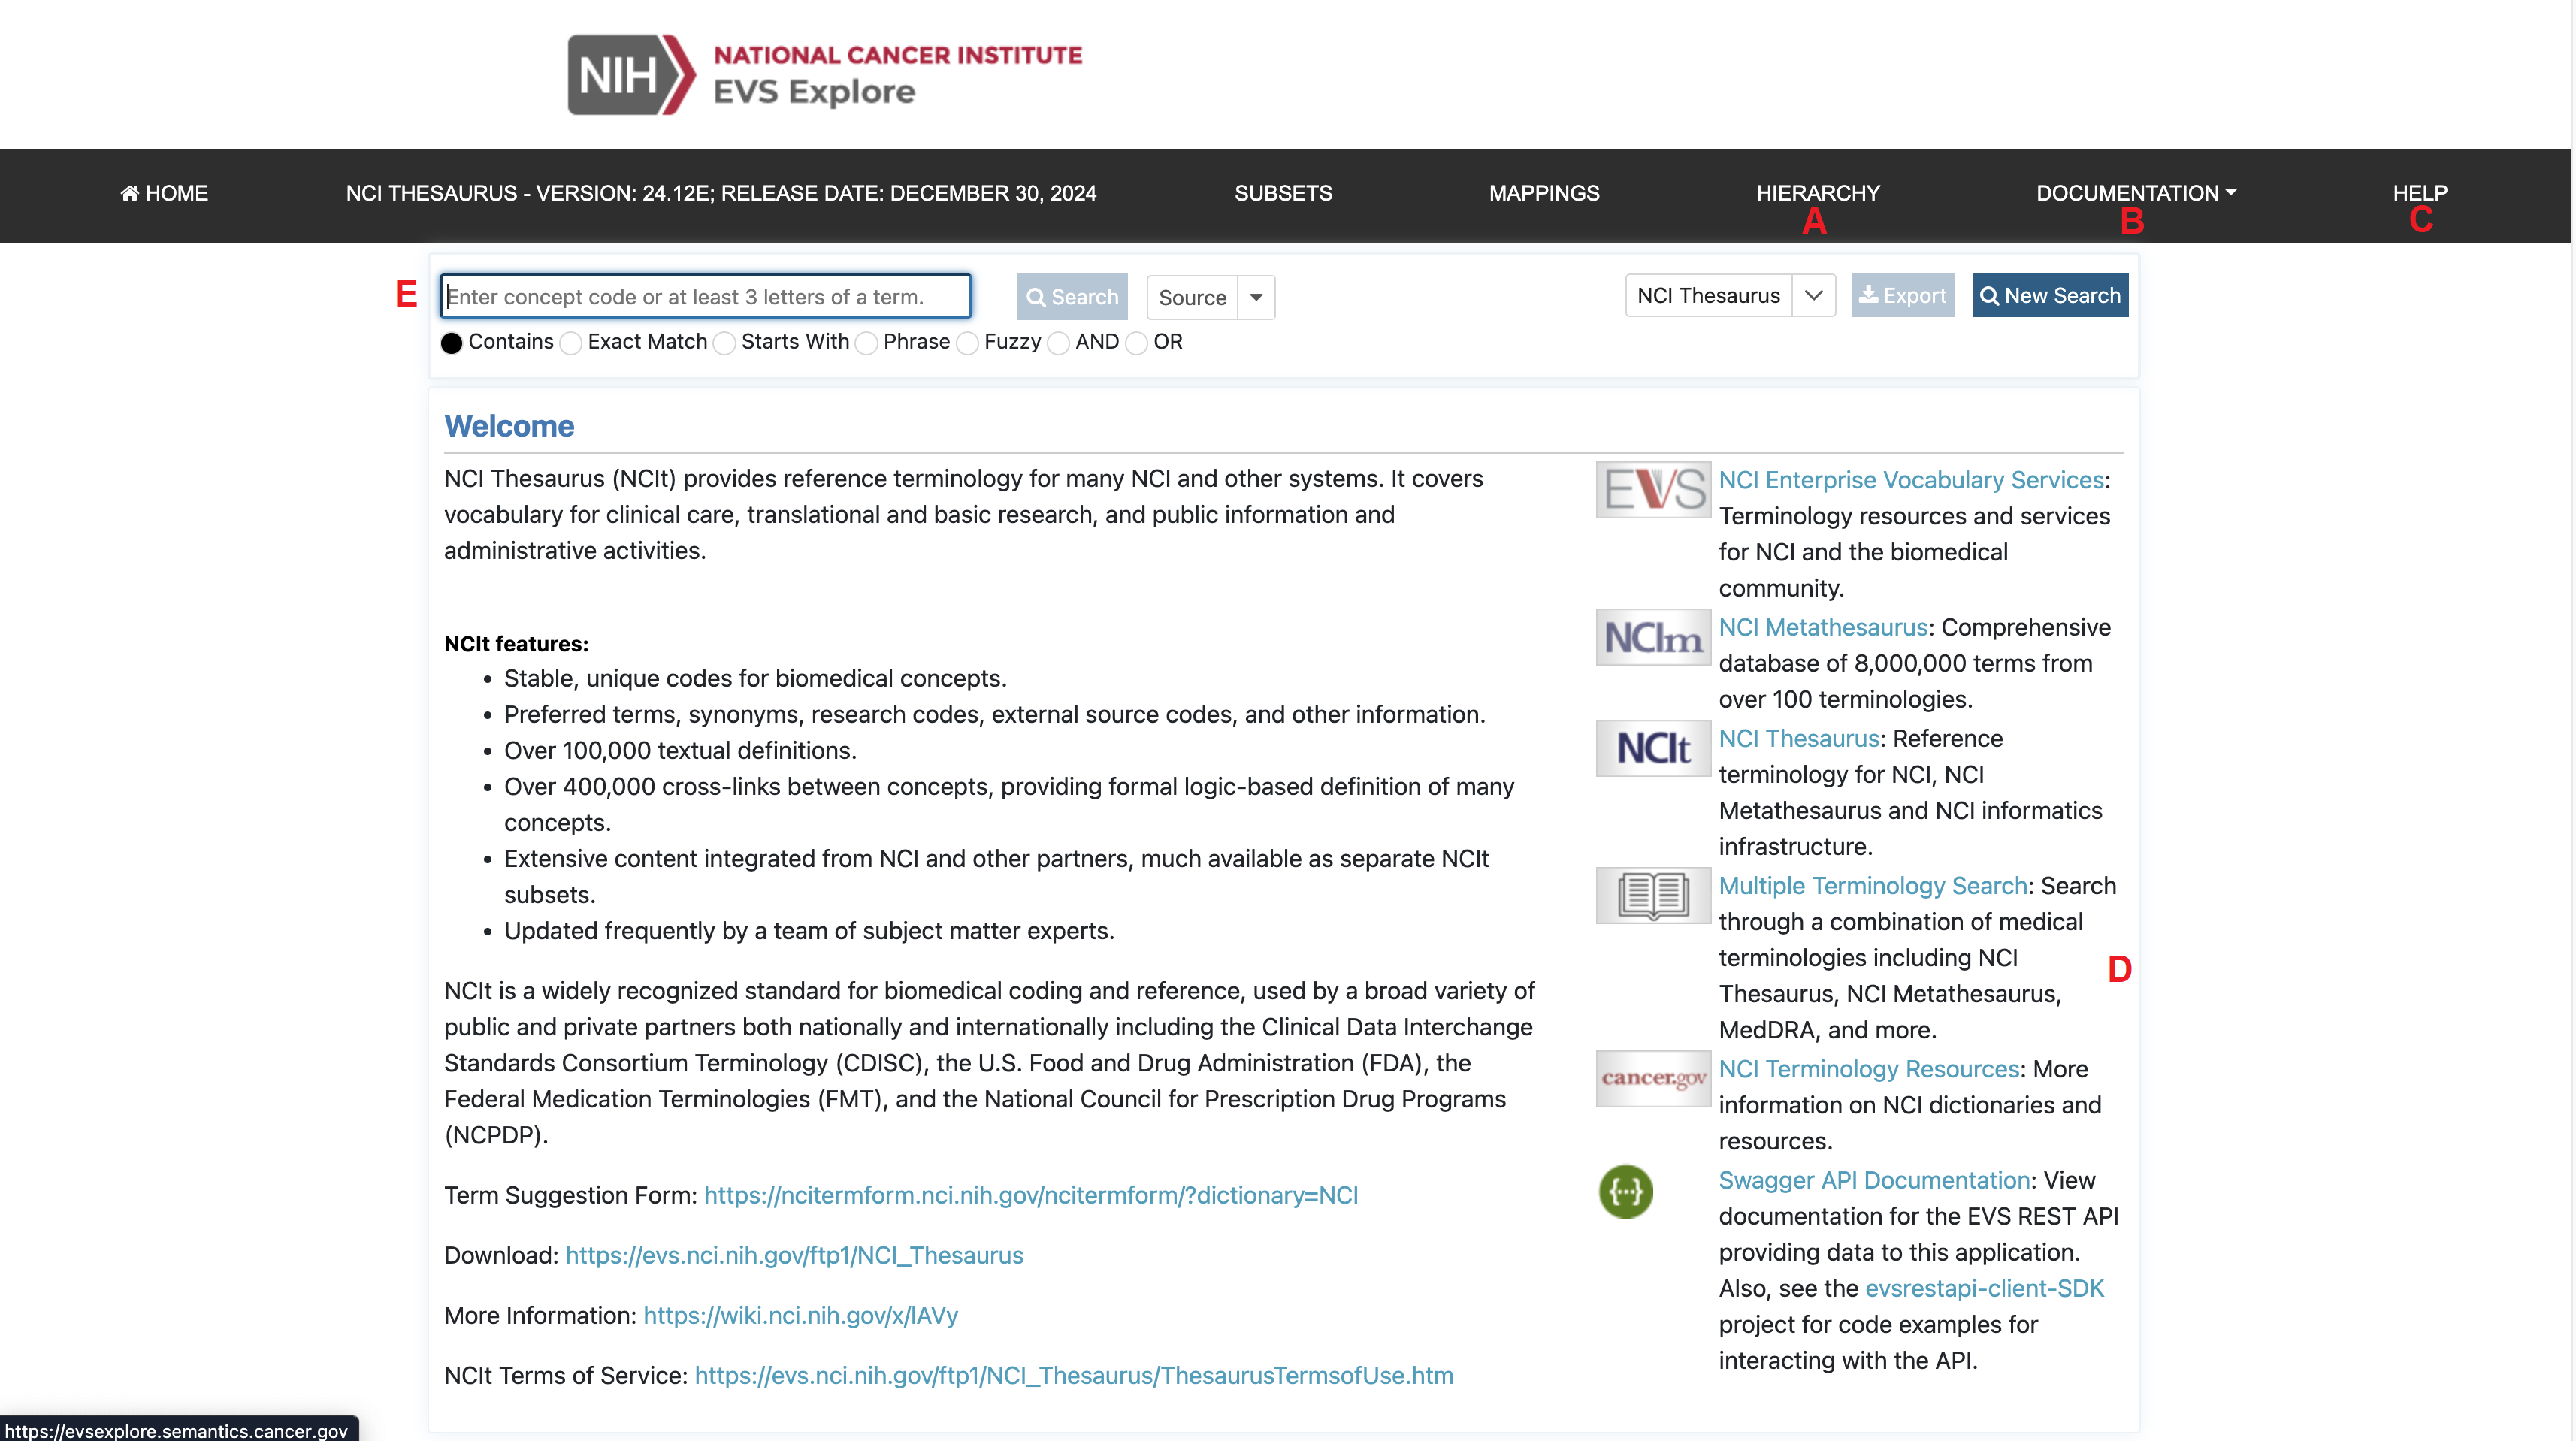 NIH NATIONAL CANCER INSTITUTE
EVS Explore
HOME NCI THESAURUS - VERSION: 24.12E; RELEASE DATE: DECEMBER 30, 2024 SUBSETS MAPPINGS HIERARCHY DOCUMENTATION HELP
A B C
E Enter concept code or at least 3 letters of a term. Search Source NCI Thesaurus Export New Search
Contains Exact Match Starts With Phrase Fuzzy AND OR
Welcome
NCI Thesaurus (NCIt) provides reference terminology for many NCI and other systems. It covers
vocabulary for clinical care, translational and basic research, and public information and
administrative activities.
NCIt features:
• Stable, unique codes for biomedical concepts.
• Preferred terms, synonyms, research codes, external source codes, and other information.
• Over 100,000 textual definitions.
• Over 400,000 cross-links between concepts, providing formal logic-based definition of many
concepts.
• Extensive content integrated from NCI and other partners, much available as separate NCIt
subsets.
• Updated frequently by a team of subject matter experts.
NCIt is a widely recognized standard for biomedical coding and reference, used by a broad variety of
public and private partners both nationally and internationally including the Clinical Data Interchange
Standards Consortium Terminology (CDISC), the U.S. Food and Drug Administration (FDA), the
Federal Medication Terminologies (FMT), and the National Council for Prescription Drug Programs
(NCPDP).
Term Suggestion Form: https://ncitermform.nci.nih.gov/ncitermform/?dictionary=NCI
Download: https://evs.nci.nih.gov/ftp1/NCI_Thesaurus
More Information: https://wiki.nci.nih.gov/x/lAVy
NCIt Terms of Service: https://evs.nci.nih.gov/ftp1/NCI_Thesaurus/ThesaurusTermsofUse.htm
EVS NCI Enterprise Vocabulary Services:
Terminology resources and services
for NCI and the biomedical
community.
NCIm NCI Metathesaurus: Comprehensive
database of 8,000,000 terms from
over 100 terminologies.
NCIt NCI Thesaurus: Reference
terminology for NCI, NCI
Metathesaurus and NCI informatics
infrastructure.
Multiple Terminology Search: Search
through a combination of medical
terminologies including NCI
D
Thesaurus, NCI Metathesaurus,
MedDRA, and more.
cancer.gov NCI Terminology Resources: More
information on NCI dictionaries and
resources.
{···} Swagger API Documentation: View
documentation for the EVS REST API
providing data to this application.
Also, see the evsrestapi-client-SDK
project for code examples for
interacting with the API.
https://evsexplore.semantics.cancer.gov